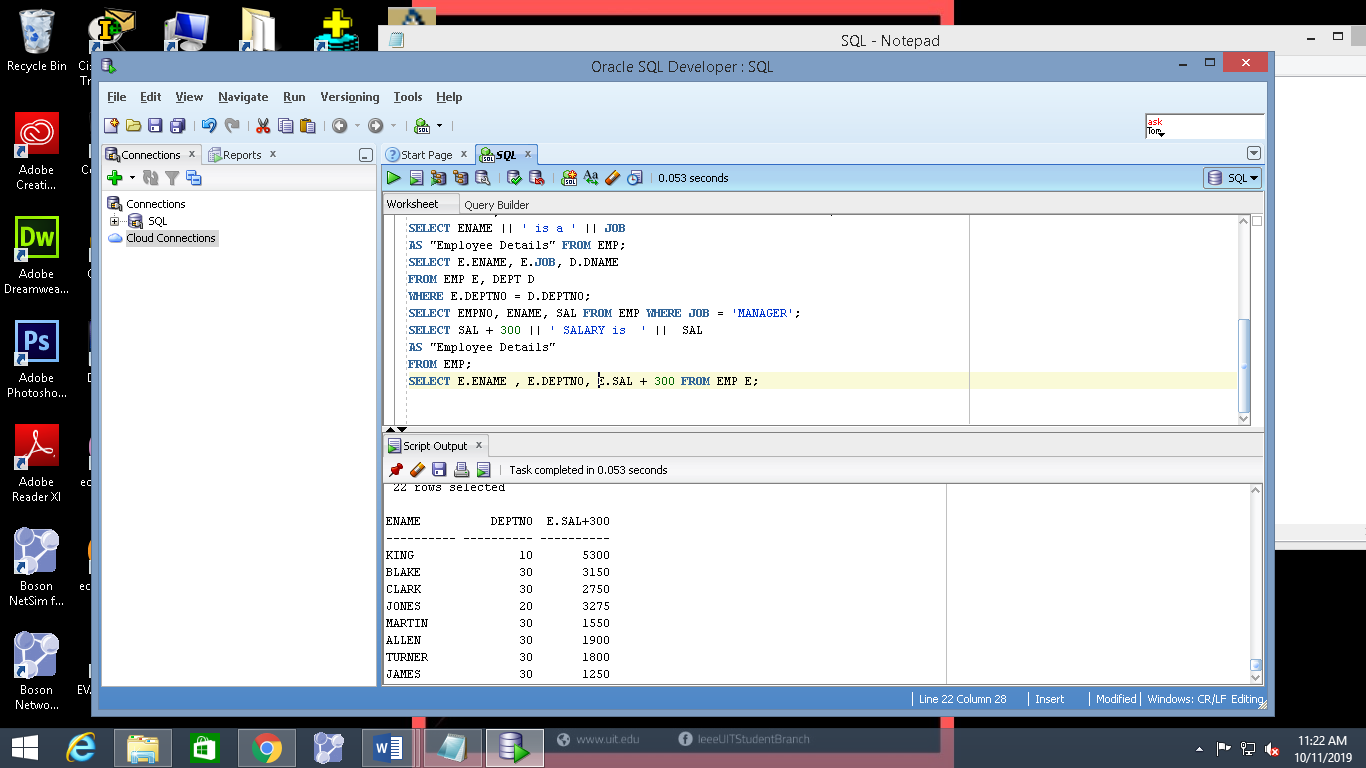 SQL - Notepad
Oracle SQL Developer : SQL
File Edit View Navigate Run Versioning Tools Help
ask
Tom
Connections x Reports x
Start Page x SQL x
0.053 seconds
SQL
Worksheet Query Builder
Connections
SQL
Cloud Connections
SELECT ENAME || ' is a ' || JOB
AS "Employee Details" FROM EMP;
SELECT E.ENAME, E.JOB, D.DNAME
FROM EMP E, DEPT D
WHERE E.DEPTNO = D.DEPTNO;
SELECT EMPNO, ENAME, SAL FROM EMP WHERE JOB = 'MANAGER';
SELECT SAL + 300 || ' SALARY is  ' ||  SAL
AS "Employee Details"
FROM EMP;
SELECT E.ENAME , E.DEPTNO, E.SAL + 300 FROM EMP E;
Script Output x
Task completed in 0.053 seconds
22 rows selected
ENAME DEPTNO E.SAL+300
---------- ---------- ----------
KING 10 5300
BLAKE 30 3150
CLARK 30 2750
JONES 20 3275
MARTIN 30 1550
ALLEN 30 1900
TURNER 30 1800
JAMES 30 1250
Line 22 Column 28 Insert Modified Windows: CR/LF Editing
Recycle Bin
Adobe
Creati...
Dw
Adobe
Dreamwea...
Ps
Adobe
Photosho...
Adobe
Reader XI
Boson
NetSim f...
Boson
Netwo...
www.uit.edu
IeeeUITStudentBranch
11:22 AM
10/11/2019